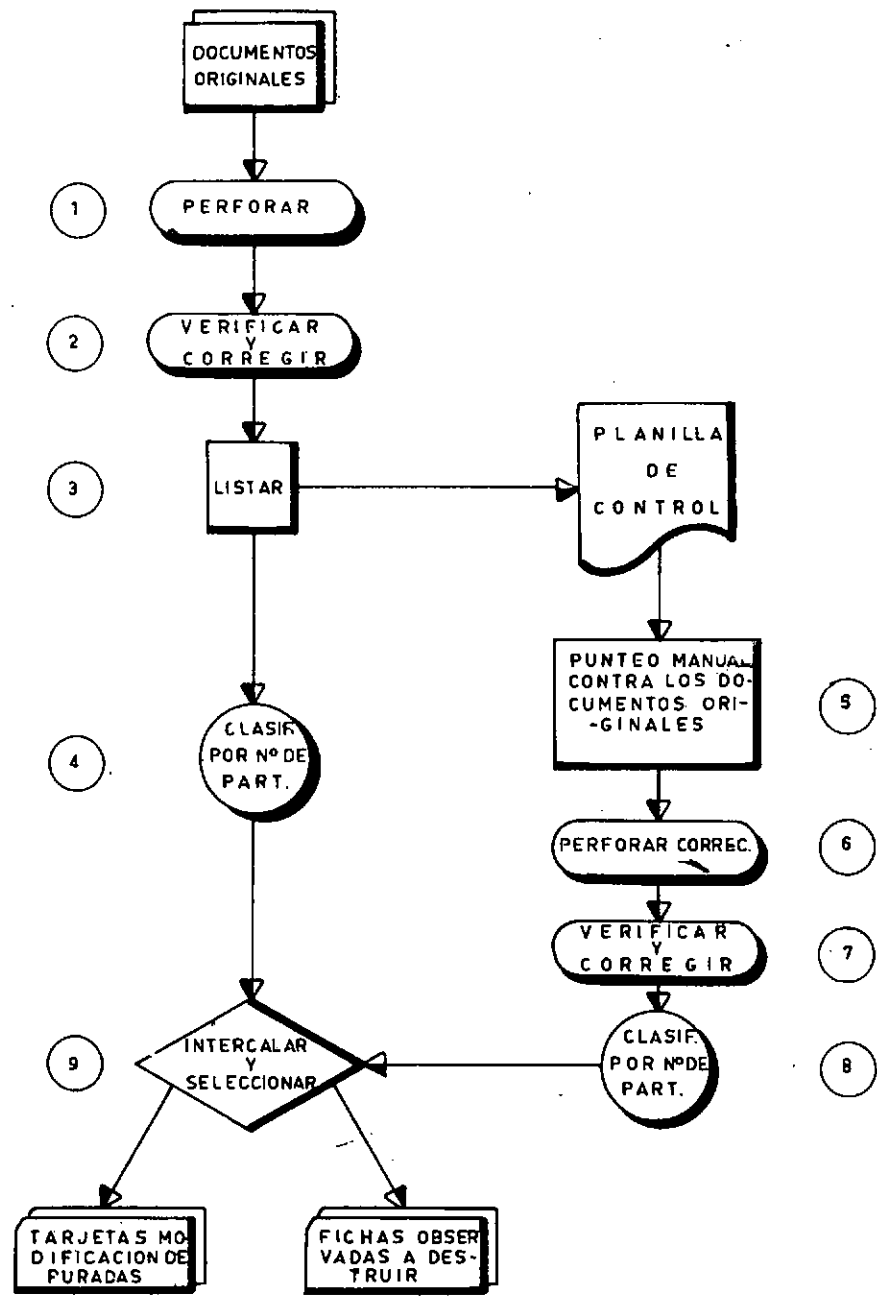 DOCUMENTOS
ORIGINALES
1
PERFORAR
2
VERIFICAR
Y
CORREGIR
3
LISTAR
PLANILLA
DE
CONTROL
4
CLASIF.
POR Nº DE
PART.
PUNTEO MANUAL
CONTRA LOS DO-
CUMENTOS ORI-
-GINALES
5
PERFORAR CORREC.
6
VERIFICAR
Y
CORREGIR
7
CLASIF.
POR Nº DE
PART.
8
9
INTERCALAR
Y
SELECCIONAR
TARJETAS MO-
DIFICACION DE
PURADAS
FICHAS OBSER
VADAS A DES-
TRUIR